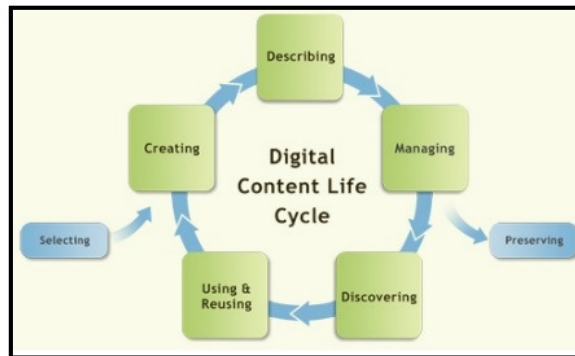 Describing
Creating
Managing
Digital
Content Life
Cycle
Selecting
Preserving
Using &
Reusing
Discovering